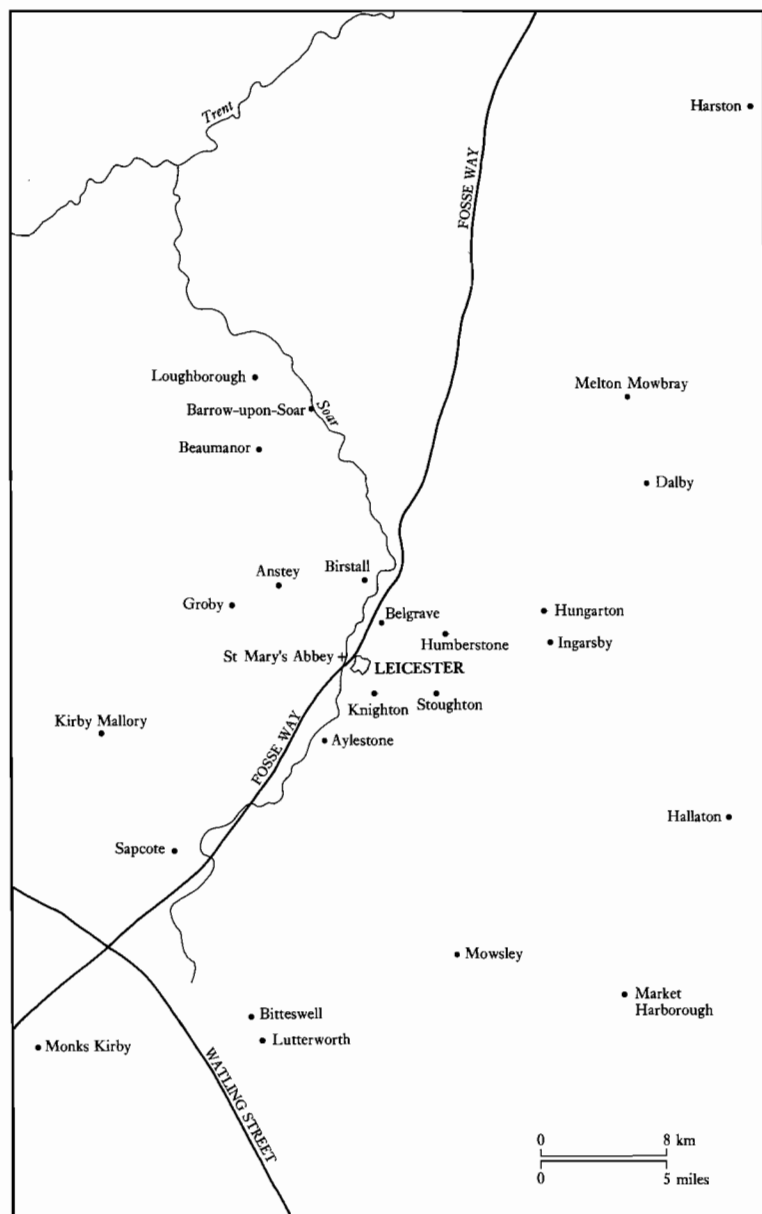 Trent
Harston
FOSSE WAY
Loughborough
Melton Mowbray
Barrow-upon-Soar
Soar
Beaumanor
Dalby
Anstey
Birstall
Groby
Hungarton
Belgrave
Humberstone
Ingarsby
St Mary's Abbey
LEICESTER
Knighton
Stoughton
Kirby Mallory
FOSSE WAY
Aylestone
Hallaton
Sapcote
Mowsley
Market
Harborough
Bitteswell
Lutterworth
Monks Kirby
WATLING STREET
0 8 km
0 5 miles